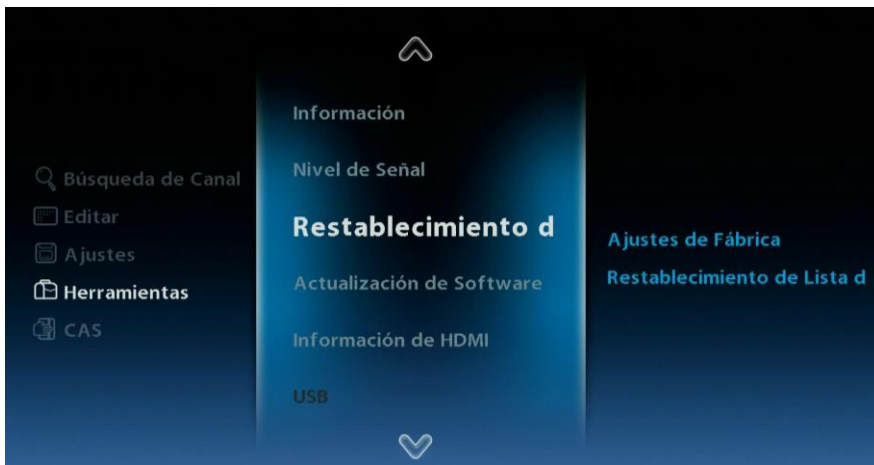 Búsqueda de Canal
Editar
Ajustes
Herramientas
CAS
Información
Nivel de Señal
Restablecimiento d
Actualización de Software
Información de HDMI
USB
Ajustes de Fábrica
Restablecimiento de Lista d